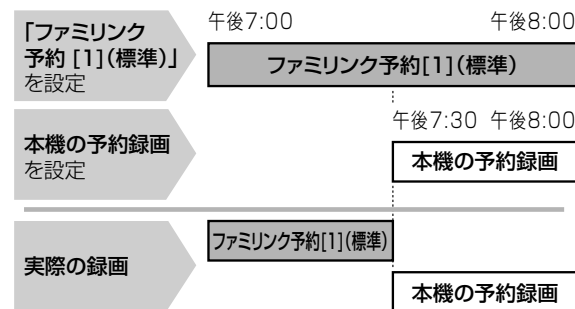 「ファミリンク
予約 [1](標準)」
を設定
午後7:00 午後8:00
ファミリンク予約[1](標準)
本機の予約録画
を設定
午後7:30 午後8:00
本機の予約録画
実際の録画
ファミリンク予約[1](標準)
本機の予約録画